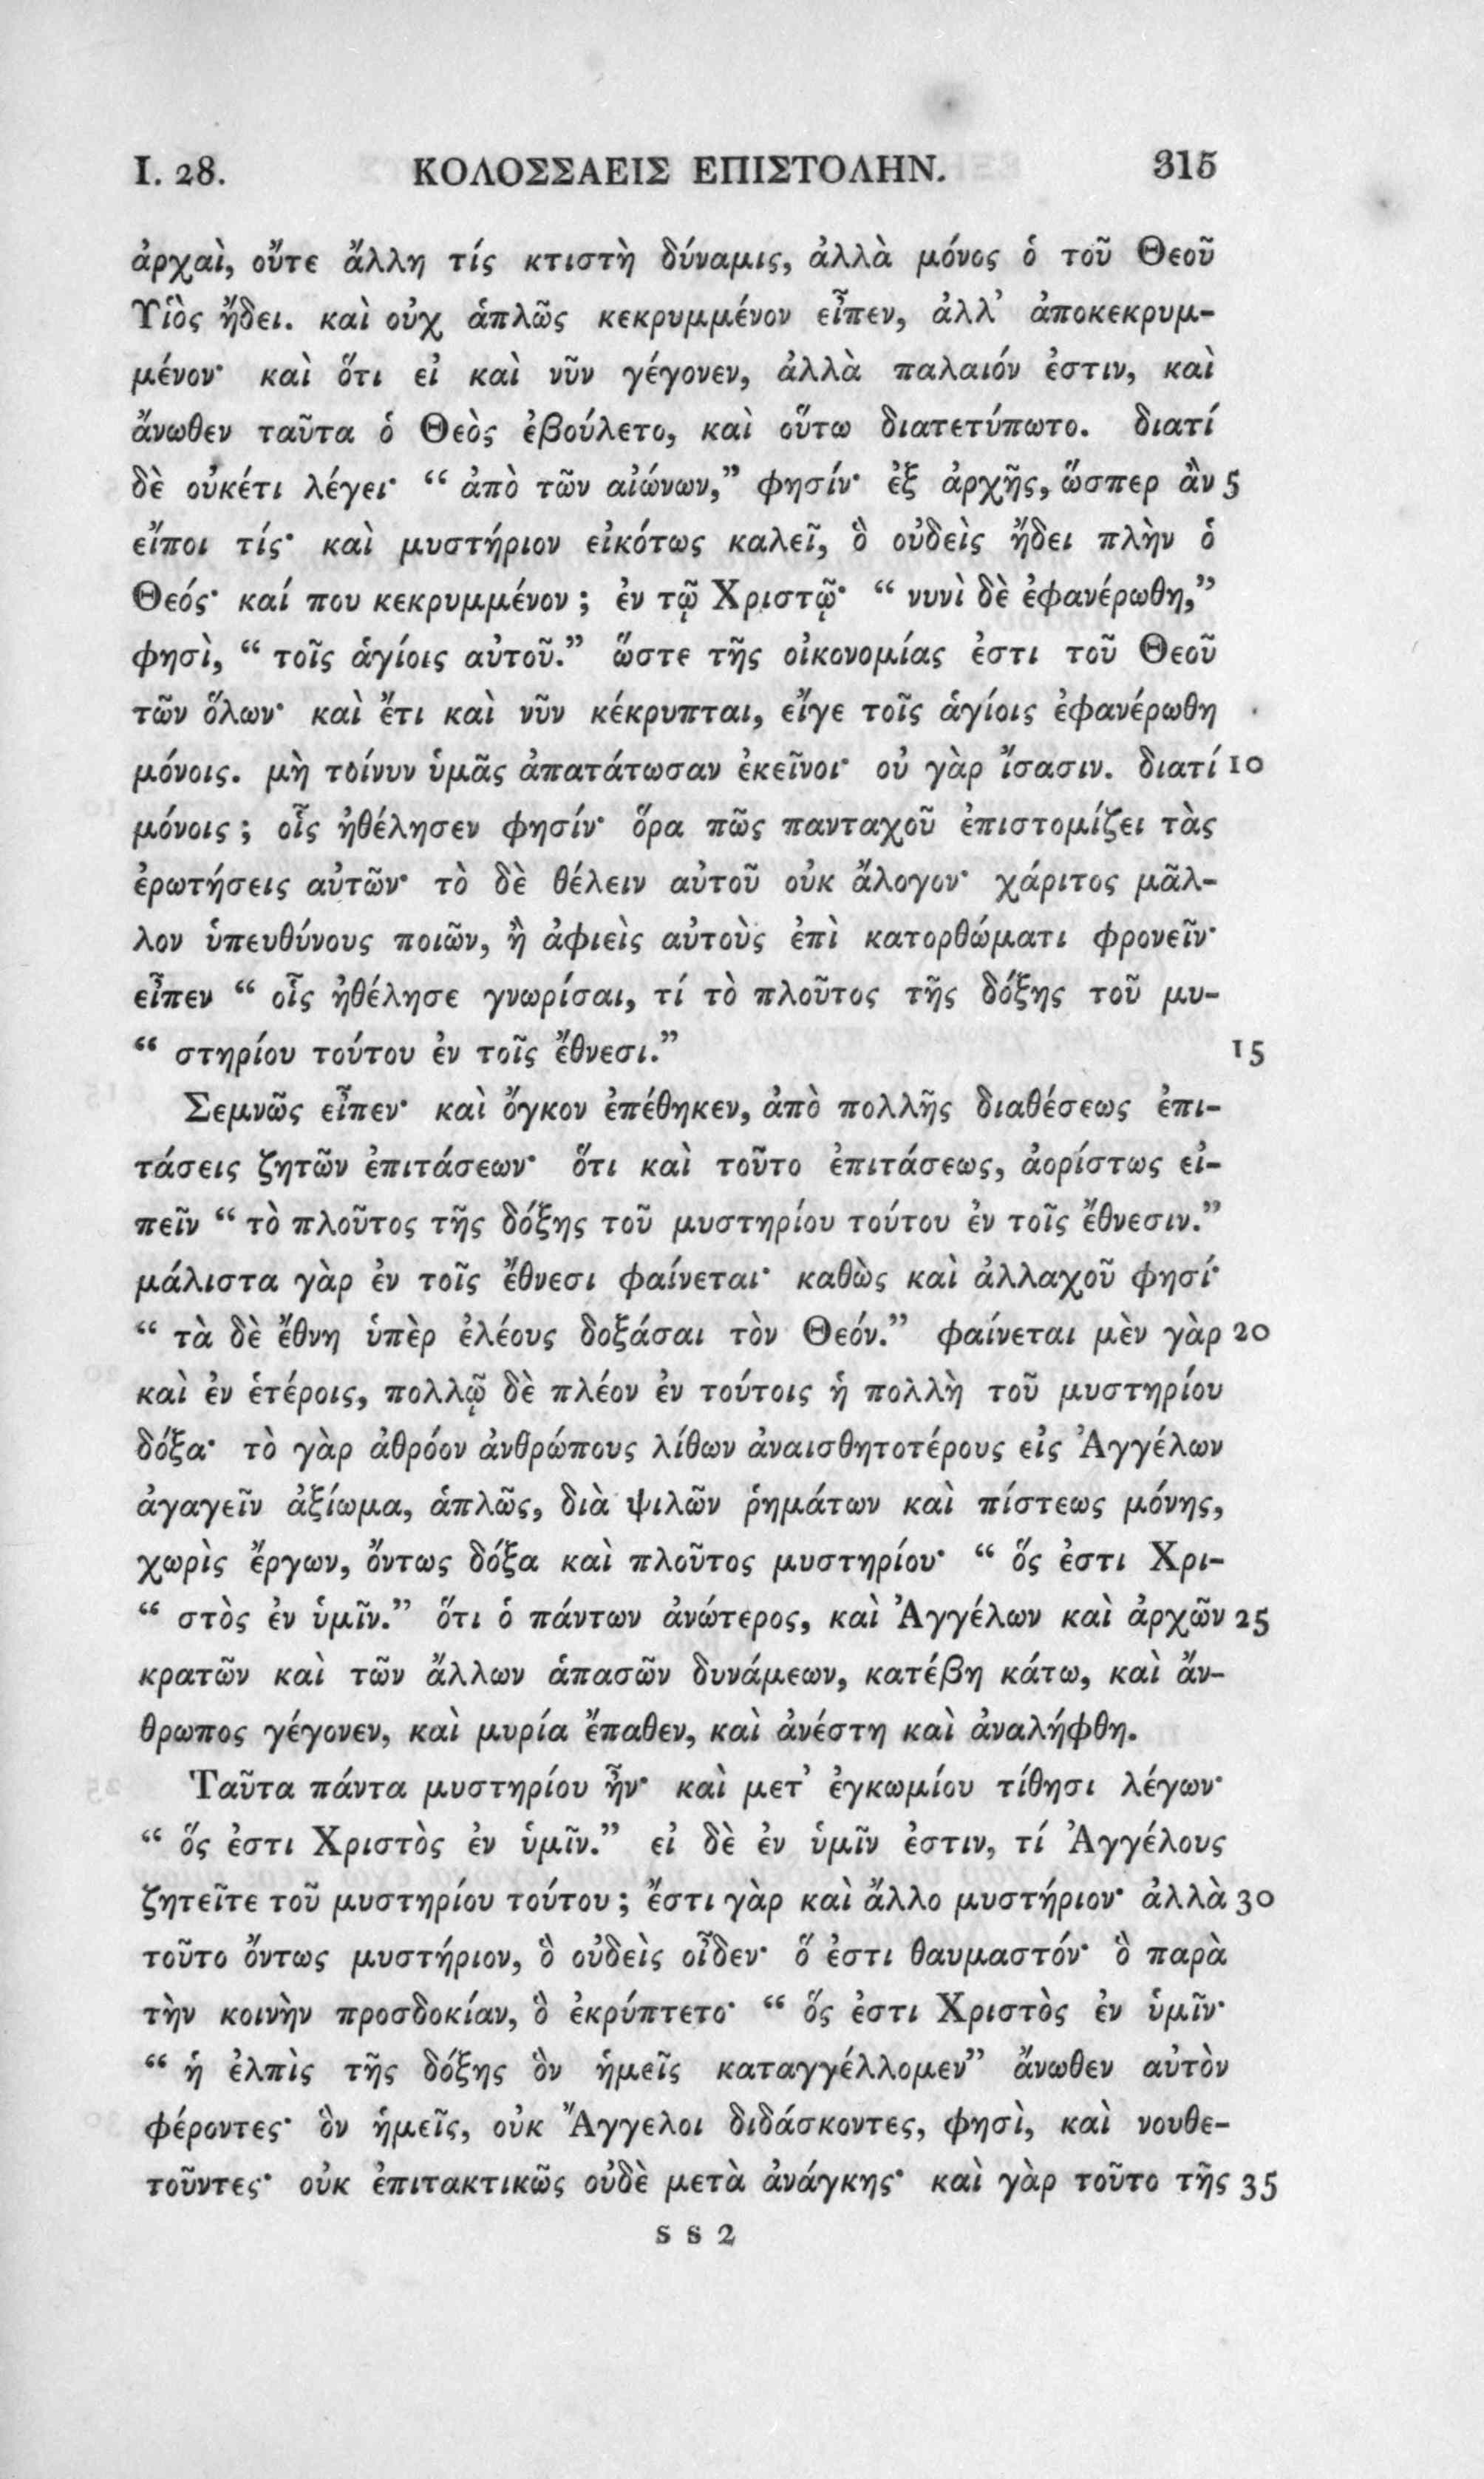 I. 28. ΚΟΛΟΣΣΑΕΙΣ ΕΠΙΣΤΟΛΗΝ. 315
ἀρχαὶ, οὔτε ἄλλη τίς κτιστὴ δύναμις, ἀλλὰ μόνος ὁ τοῦ Θεοῦ
Υἱὸς ᾔδει. καὶ οὐχ ἁπλῶς κεκρυμμένον εἶπεν, ἀλλ’ ἀποκεκρυμ-
μένον· καὶ ὅτι εἰ καὶ νῦν γέγονεν, ἀλλὰ παλαιόν ἐστιν, καὶ
ἄνωθεν ταῦτα ὁ Θεὸς ἐβούλετο, καὶ οὕτω διατετύπωτο. διατί
δὲ οὐκέτι λέγει· “ ἀπὸ τῶν αἰώνων,” φησίν· ἐξ ἀρχῆς, ὥσπερ ἂν 5
εἴποι τίς· καὶ μυστήριον εἰκότως καλεῖ, ὃ οὐδεὶς ᾔδει πλὴν ὁ
Θεός· καί που κεκρυμμένον ; ἐν τῷ Χριστῷ· “ νυνὶ δὲ ἐφανέρωθη,”
φησὶ, “ τοῖς ἁγίοις αὐτοῦ.” ὥστε τῆς οἰκονομίας ἐστι τοῦ Θεοῦ
τῶν ὅλων· καὶ ἔτι καὶ νῦν κέκρυπται, εἴγε τοῖς ἁγίοις ἐφανέρωθη
μόνοις. μὴ τοίνυν ὑμᾶς ἀπατάτωσαν ἐκεῖνοι· οὐ γὰρ ἴσασιν. διατί 10
μόνοις ; οἷς ἠθέλησεν φησίν· ὅρα πῶς πανταχοῦ ἐπιστομίζει τὰς
ἐρωτήσεις αὐτῶν· τὸ δὲ θέλειν αὐτοῦ οὐκ ἄλογον· χάριτος μᾶλ-
λον ὑπευθύνους ποιῶν, ἢ ἀφιεὶς αὐτοὺς ἐπὶ κατορθώματι φρονεῖν·
εἶπεν “ οἷς ἠθέλησε γνωρίσαι, τί τὸ πλοῦτος τῆς δόξης τοῦ μυ-
“ στηρίου τούτου ἐν τοῖς ἔθνεσι.” 15
Σεμνῶς εἶπεν· καὶ ὄγκον ἐπέθηκεν, ἀπὸ πολλῆς διαθέσεως ἐπι-
τάσεις ζητῶν ἐπιτάσεων· ὅτι καὶ τοῦτο ἐπιτάσεως, ἀορίστως εἰ-
πεῖν “ τὸ πλοῦτος τῆς δόξης τοῦ μυστηρίου τούτου ἐν τοῖς ἔθνεσιν.”
μάλιστα γὰρ ἐν τοῖς ἔθνεσι φαίνεται· καθὼς καὶ ἀλλαχοῦ φησί·
“ τὰ δὲ ἔθνη ὑπὲρ ἐλέους δοξάσαι τὸν Θεόν.” φαίνεται μὲν γὰρ 20
καὶ ἐν ἑτέροις, πολλῷ δὲ πλέον ἐν τούτοις ἡ πολλὴ τοῦ μυστηρίου
δόξα· τὸ γὰρ ἀθρόον ἀνθρώπους λίθων ἀναισθητοτέρους εἰς Ἀγγέλων
ἀγαγεῖν ἀξίωμα, ἁπλῶς, διὰ ψιλῶν ῥημάτων καὶ πίστεως μόνης,
χωρὶς ἔργων, ὄντως δόξα καὶ πλοῦτος μυστηρίου· “ ὅς ἐστι Χρι-
“ στὸς ἐν ὑμῖν.” ὅτι ὁ πάντων ἀνώτερος, καὶ Ἀγγέλων καὶ ἀρχῶν 25
κρατῶν καὶ τῶν ἄλλων ἁπασῶν δυνάμεων, κατέβη κάτω, καὶ ἄν-
θρωπος γέγονεν, καὶ μυρία ἔπαθεν, καὶ ἀνέστη καὶ ἀναλήφθη.
Ταῦτα πάντα μυστηρίου ἦν· καὶ μετ’ ἐγκωμίου τίθησι λέγων·
“ ὅς ἐστι Χριστὸς ἐν ὑμῖν.” εἰ δὲ ἐν ὑμῖν ἐστιν, τί Ἀγγέλους
ζητεῖτε τοῦ μυστηρίου τούτου ; ἔστι γὰρ καὶ ἄλλο μυστήριον· ἀλλὰ 30
τοῦτο ὄντως μυστήριον, ὃ οὐδεὶς οἶδεν· ὅ ἐστι θαυμαστόν· ὃ παρὰ
τὴν κοινὴν προσδοκίαν, ὃ ἐκρύπτετο· “ ὅς ἐστι Χριστὸς ἐν ὑμῖν·
“ ἡ ἐλπὶς τῆς δόξης ὃν ἡμεῖς καταγγέλλομεν” ἄνωθεν αὐτὸν
φέροντες· ὃν ἡμεῖς, οὐκ Ἄγγελοι διδάσκοντες, φησὶ, καὶ νουθε-
τοῦντες· οὐκ ἐπιτακτικῶς οὐδὲ μετὰ ἀνάγκης· καὶ γὰρ τοῦτο τῆς 35
s s 2